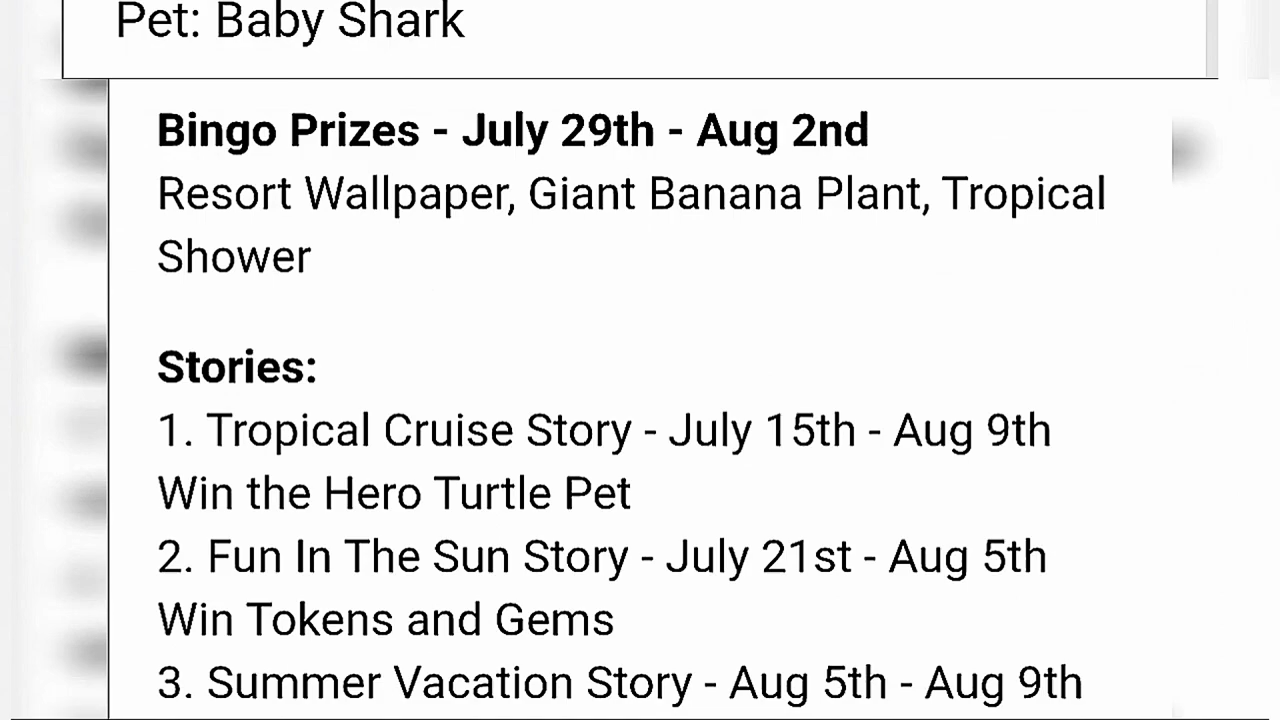 Pet: Baby Shark
Bingo Prizes - July 29th - Aug 2nd
Resort Wallpaper, Giant Banana Plant, Tropical
Shower
Stories:
1. Tropical Cruise Story - July 15th - Aug 9th
Win the Hero Turtle Pet
2. Fun In The Sun Story - July 21st - Aug 5th
Win Tokens and Gems
3. Summer Vacation Story - Aug 5th - Aug 9th